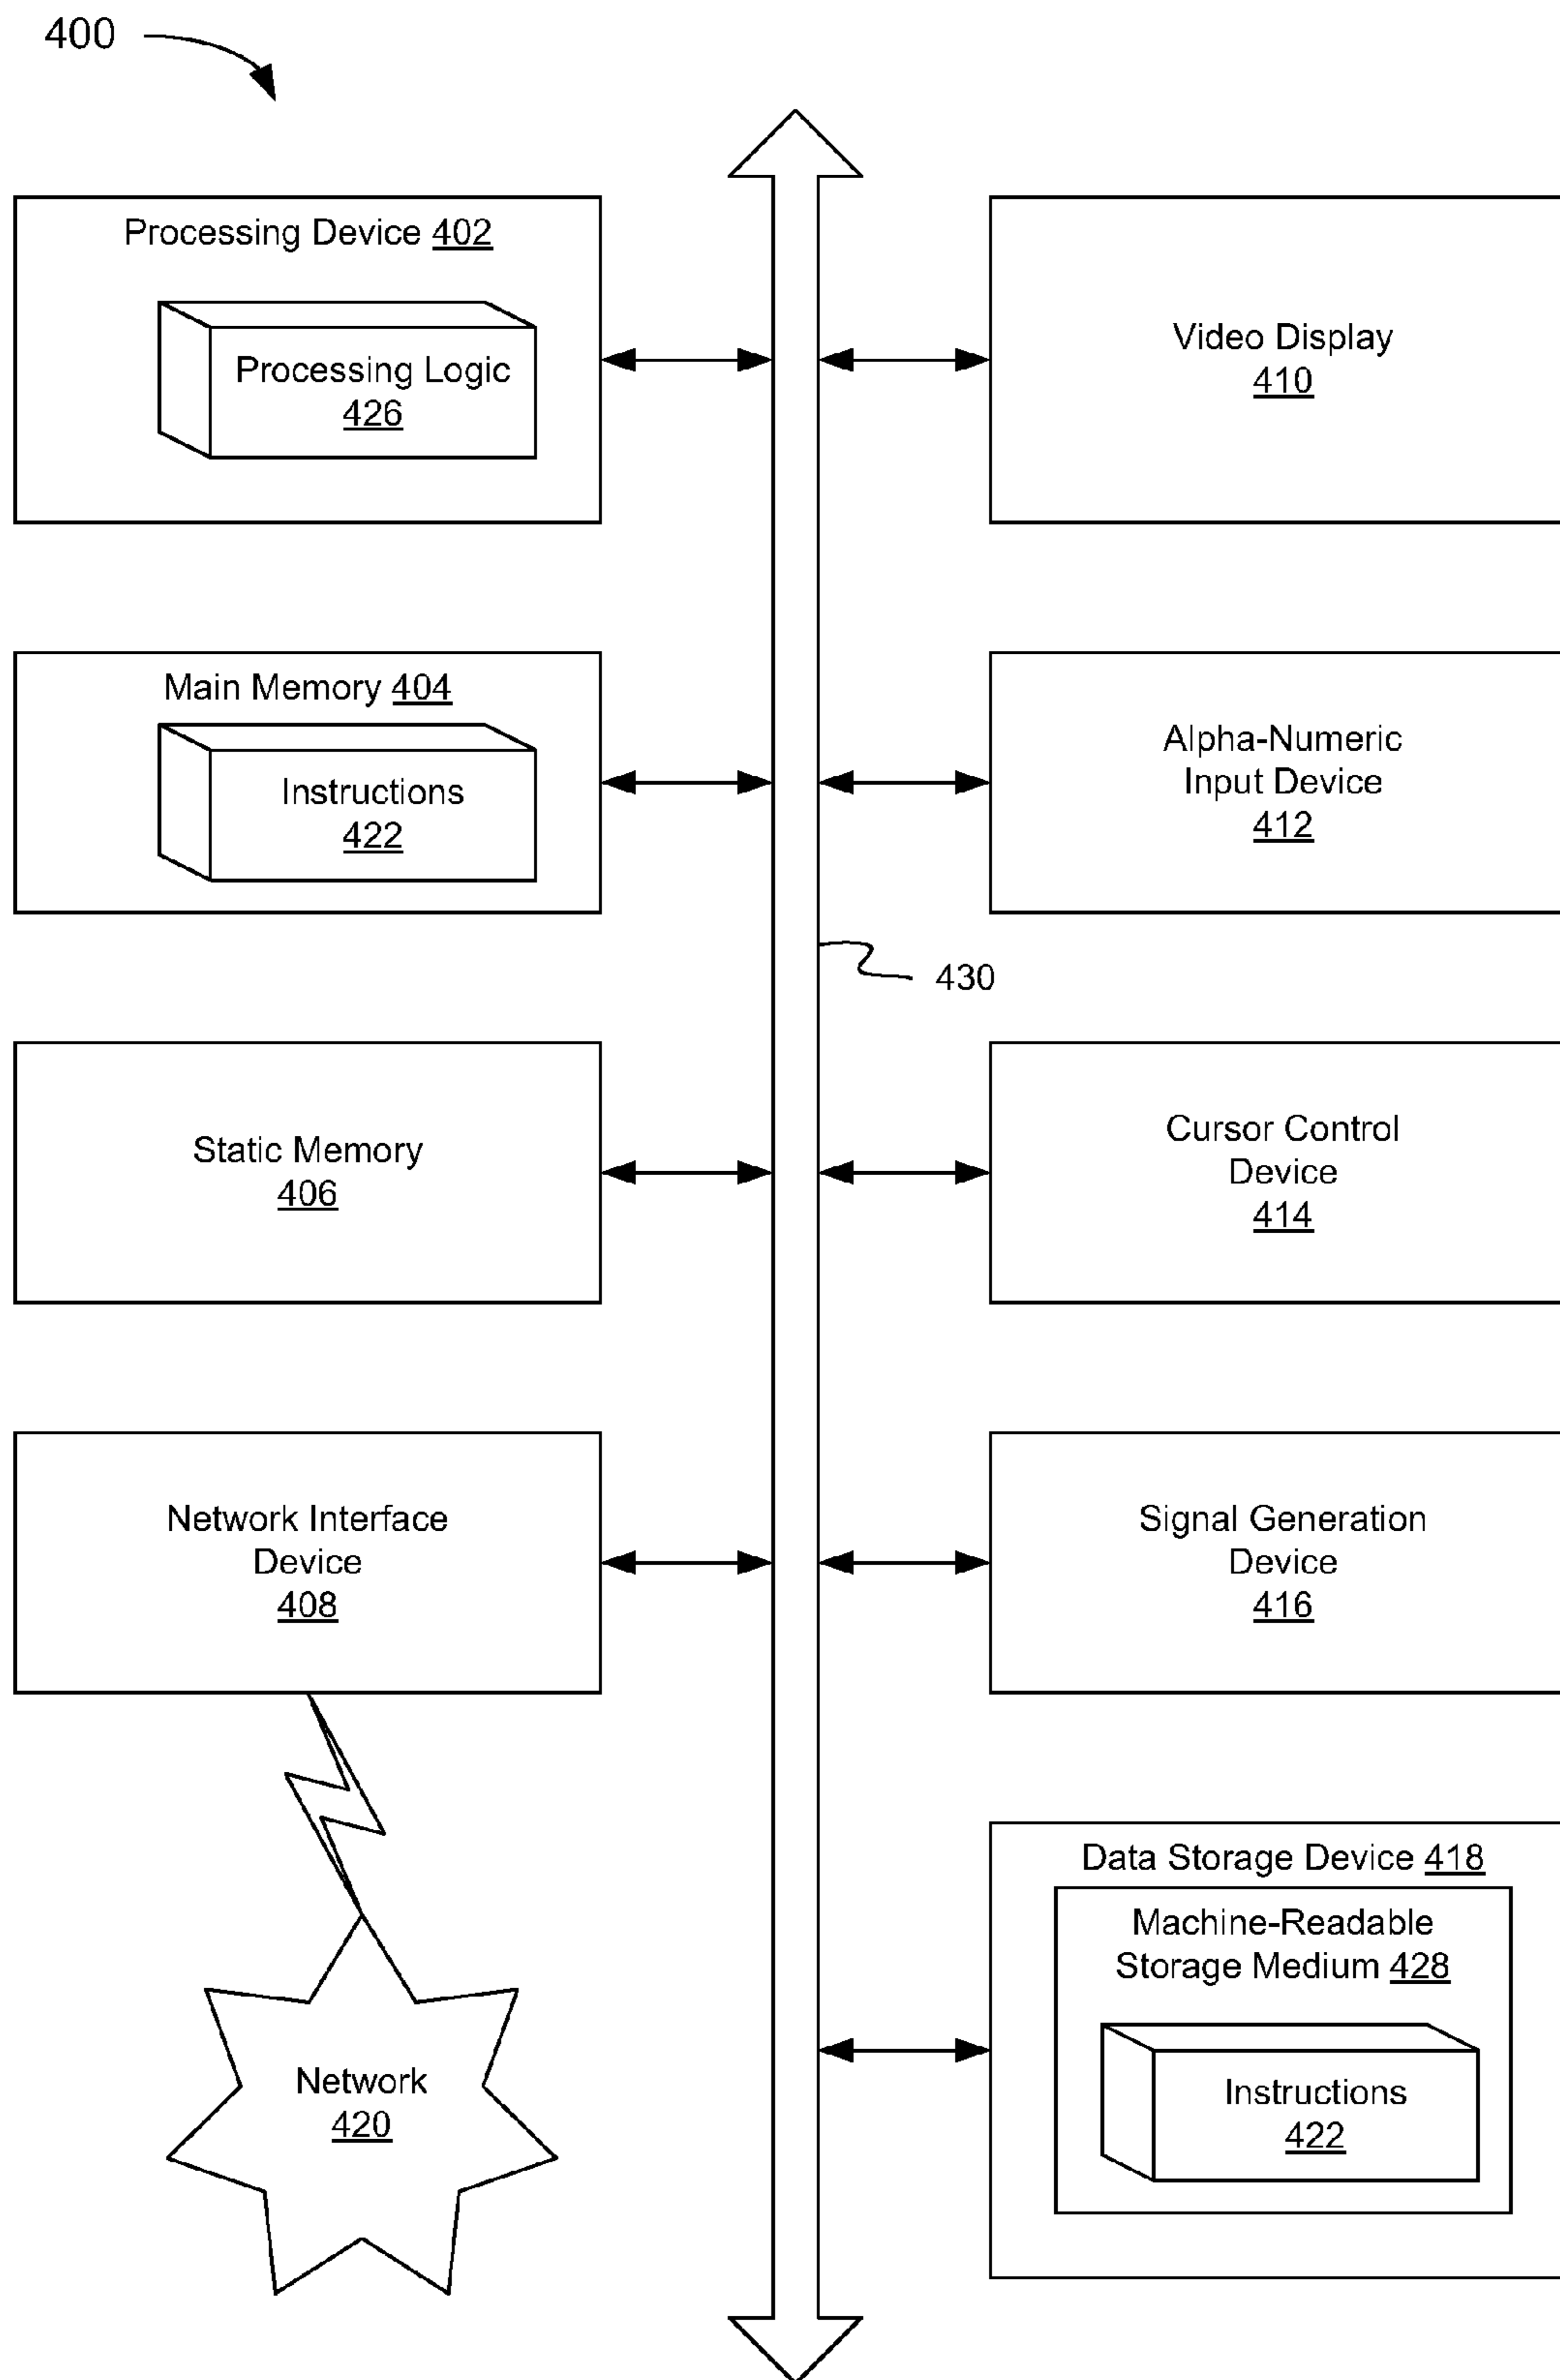 400
Processing Device 402
Processing Logic
426
Video Display
410
Main Memory 404
Instructions
422
Alpha-Numeric
Input Device
412
430
Static Memory
406
Cursor Control
Device
414
Network Interface
Device
408
Signal Generation
Device
416
Data Storage Device 418
Machine-Readable
Storage Medium 428
Instructions
422
Network
420